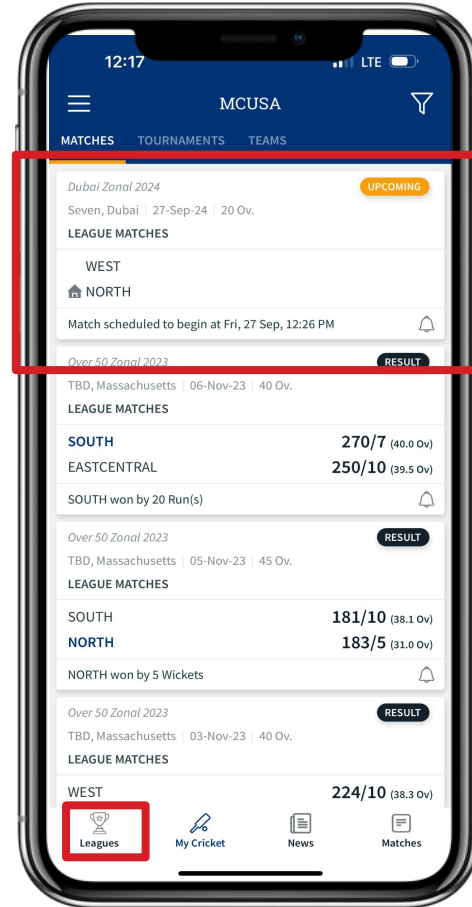 12:17 LTE
MCUSA
MATCHES TOURNAMENTS TEAMS
Dubai Zonal 2024 UPCOMING
Seven, Dubai | 27-Sep-24 | 20 Ov.
LEAGUE MATCHES
WEST
NORTH
Match scheduled to begin at Fri, 27 Sep, 12:26 PM
Over 50 Zonal 2023 RESULT
TBD, Massachusetts | 06-Nov-23 | 40 Ov.
LEAGUE MATCHES
SOUTH 270/7 (40.0 Ov)
EASTCENTRAL 250/10 (39.5 Ov)
SOUTH won by 20 Run(s)
Over 50 Zonal 2023 RESULT
TBD, Massachusetts | 05-Nov-23 | 45 Ov.
LEAGUE MATCHES
SOUTH 181/10 (38.1 Ov)
NORTH 183/5 (31.0 Ov)
NORTH won by 5 Wickets
Over 50 Zonal 2023 RESULT
TBD, Massachusetts | 03-Nov-23 | 40 Ov.
LEAGUE MATCHES
WEST 224/10 (38.3 Ov)
Leagues My Cricket News Matches